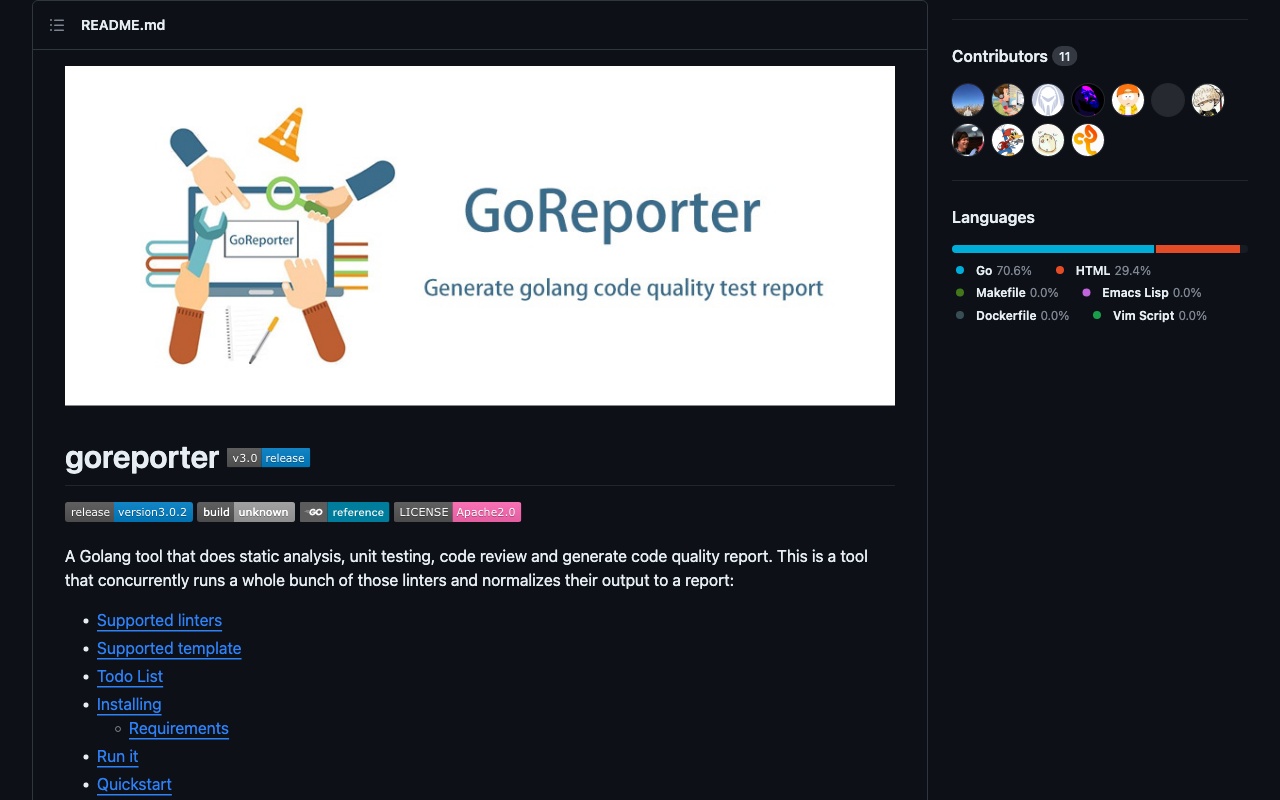 README.md
GoReporter
GoReporter
Generate golang code quality test report
goreporter v3.0 release
release version3.0.2 build unknown GO reference LICENSE Apache2.0
A Golang tool that does static analysis, unit testing, code review and generate code quality report. This is a tool
that concurrently runs a whole bunch of those linters and normalizes their output to a report:
Supported linters
Supported template
Todo List
Installing
Requirements
Run it
Quickstart
Contributors 11
Languages
Go 70.6% HTML 29.4%
Makefile 0.0% Emacs Lisp 0.0%
Dockerfile 0.0% Vim Script 0.0%